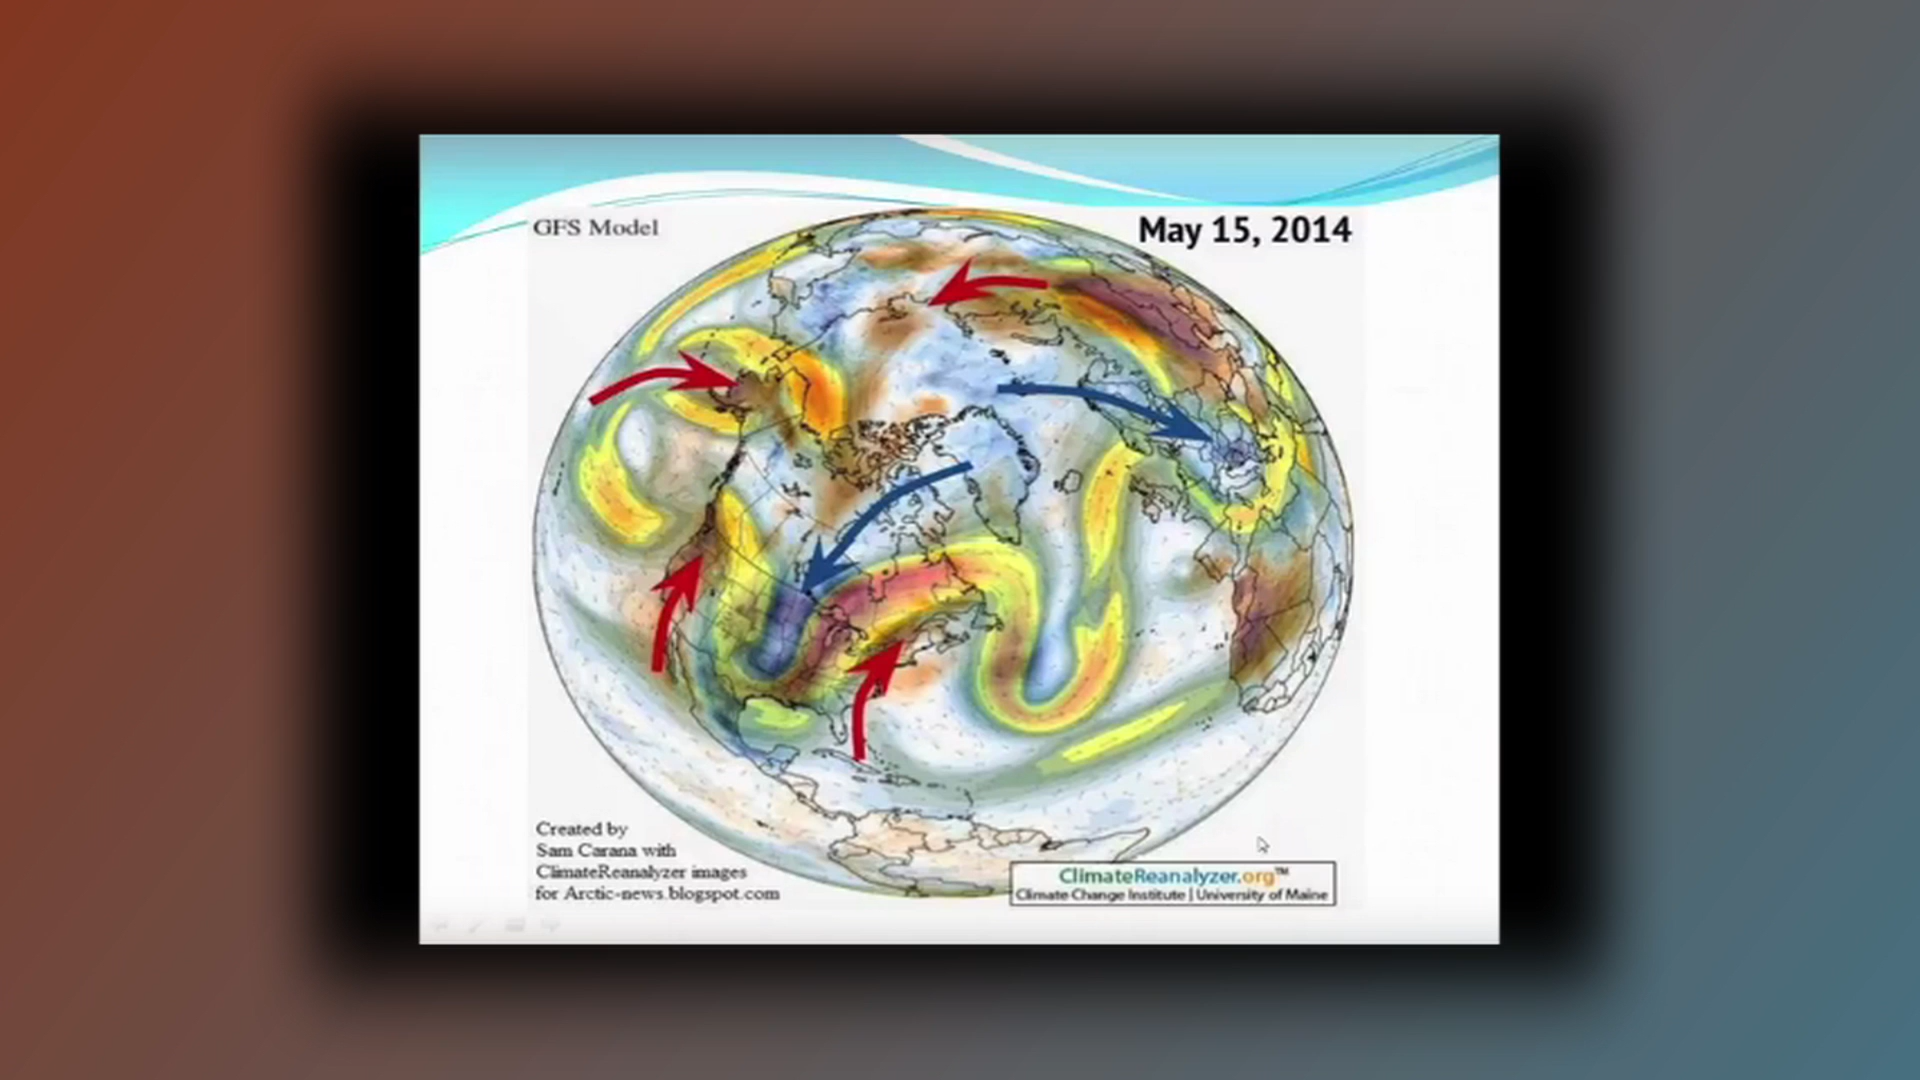 GFS Model
May 15, 2014
Created by
Sam Carana with
ClimateReanalyzer images
for Arctic-news.blogspot.com
ClimateReanalyzer.org™
Climate Change Institute | University of Maine